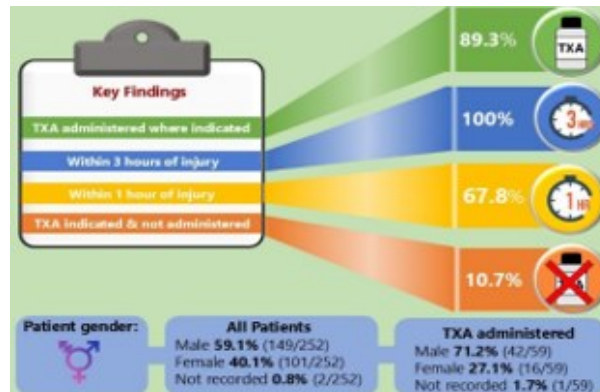 Key Findings
TXA administered where indicated
89.3%
TXA
Within 3 hours of injury
100%
3
HRS
Within 1 hour of injury
67.8%
1
HR
TXA indicated & not administered
10.7%
TXA
Patient gender:
All Patients
Male 59.1% (149/252)
Female 40.1% (101/252)
Not recorded 0.8% (2/252)
TXA administered
Male 71.2% (42/59)
Female 27.1% (16/59)
Not recorded 1.7% (1/59)